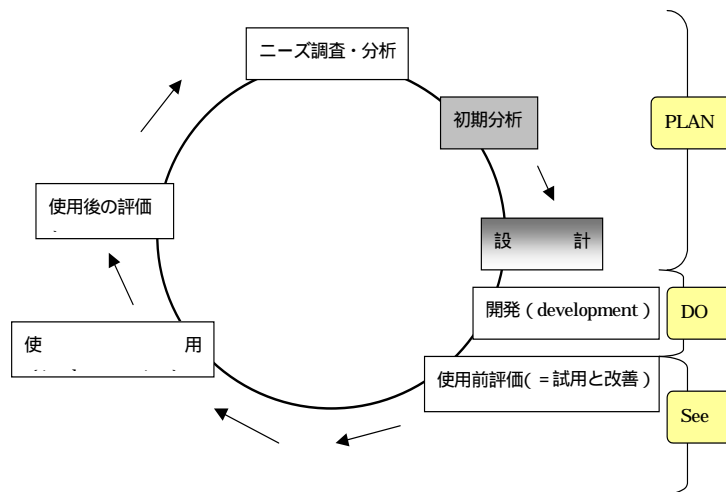 ニーズ調査・分析
初期分析
PLAN
使用後の評価
設　　　計
開発（development）
DO
使　　　　　　用
使用前評価(＝試用と改善）
See